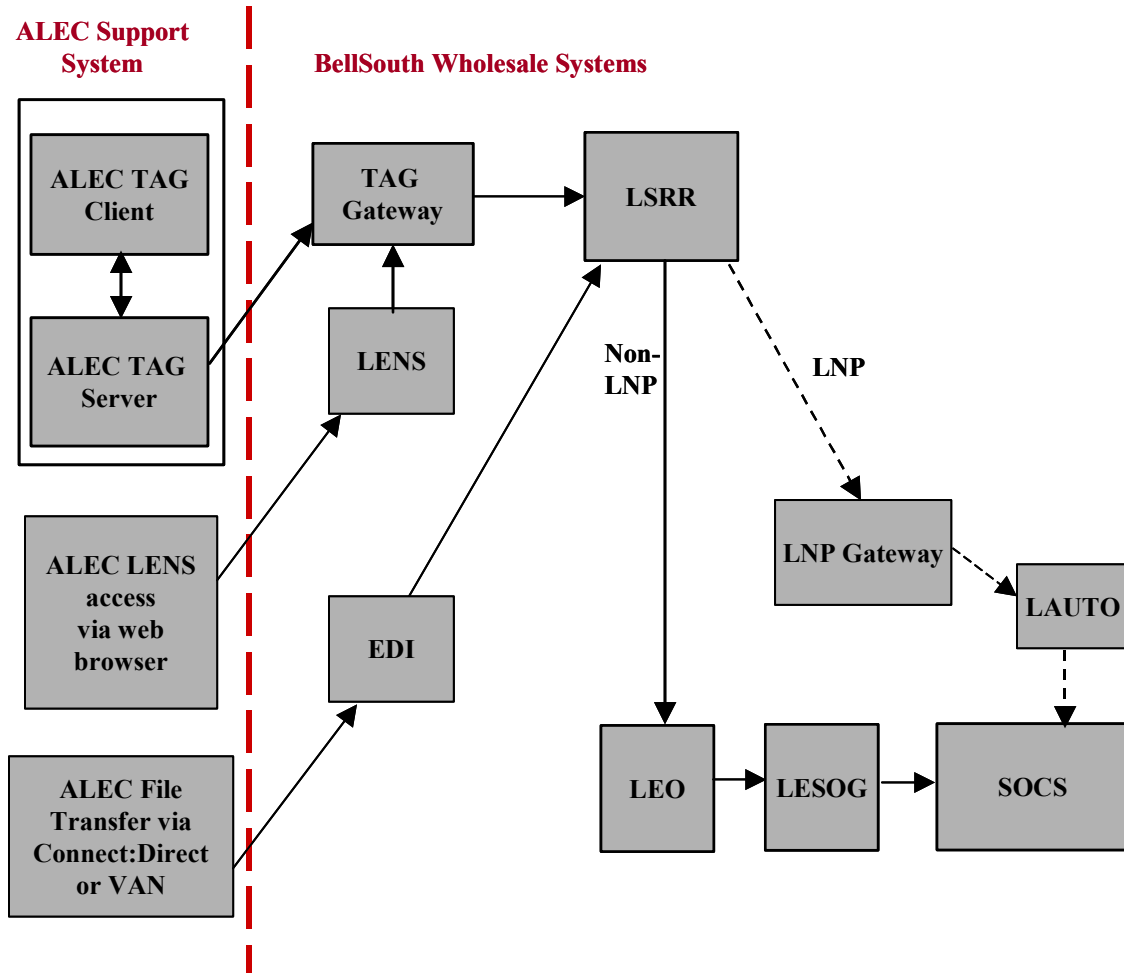 ALEC Support
System
BellSouth Wholesale Systems
ALEC TAG
Client
TAG
Gateway
LSRR
ALEC TAG
Server
LENS
Non-
LNP
LNP
ALEC LENS
access
via web
browser
EDI
LNP Gateway
LAUTO
ALEC File
Transfer via
Connect:Direct
or VAN
LEO
LESOG
SOCS